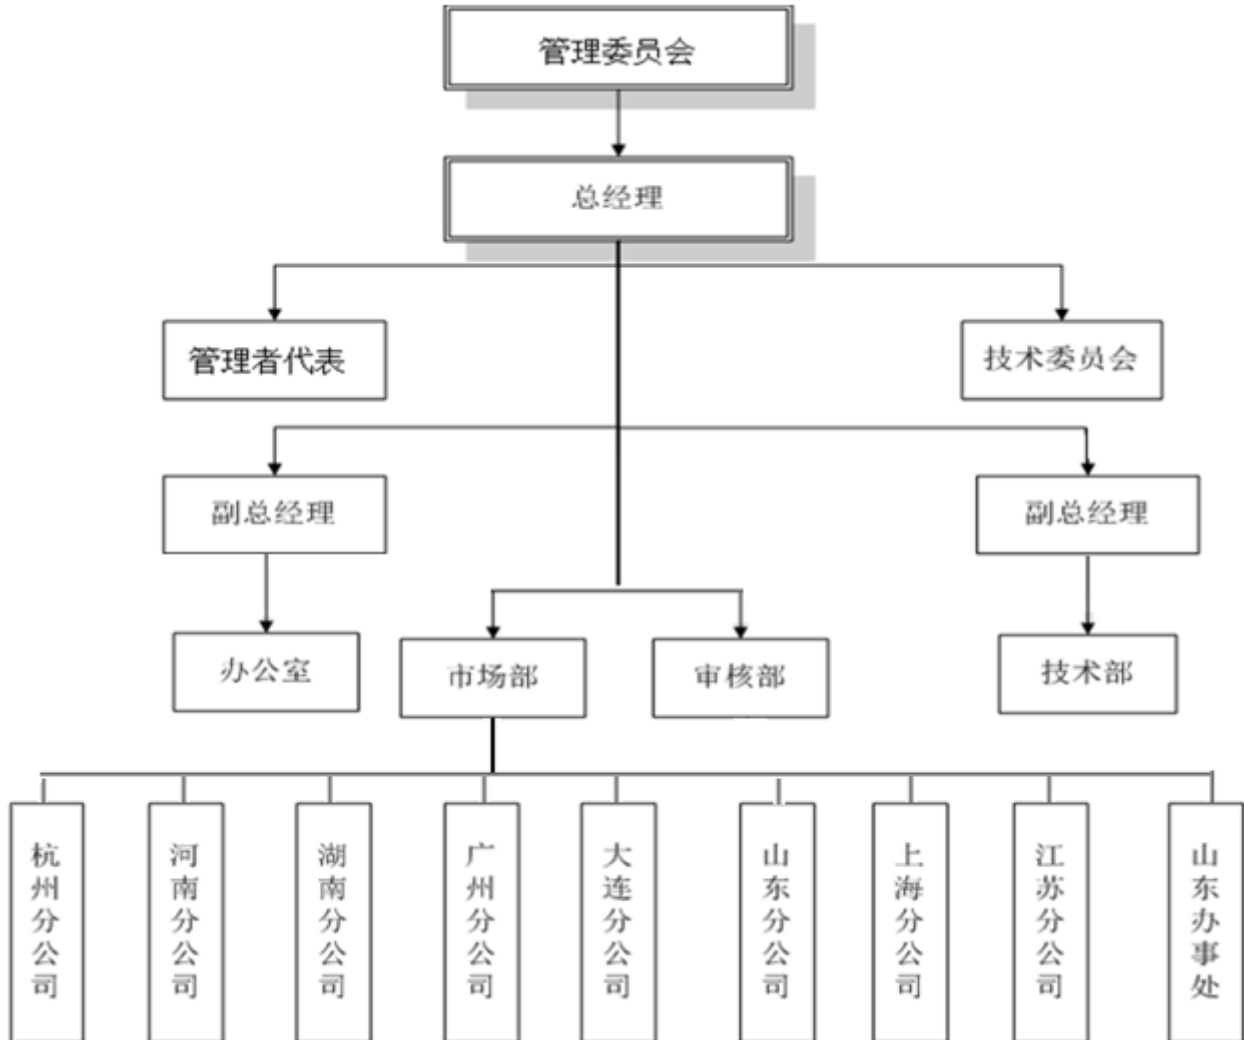 管理委员会
总经理
管理者代表
技术委员会
副总经理
副总经理
办公室
市场部
审核部
技术部
杭州分公司
河南分公司
湖南分公司
广州分公司
大连分公司
山东分公司
上海分公司
江苏分公司
山东办事处